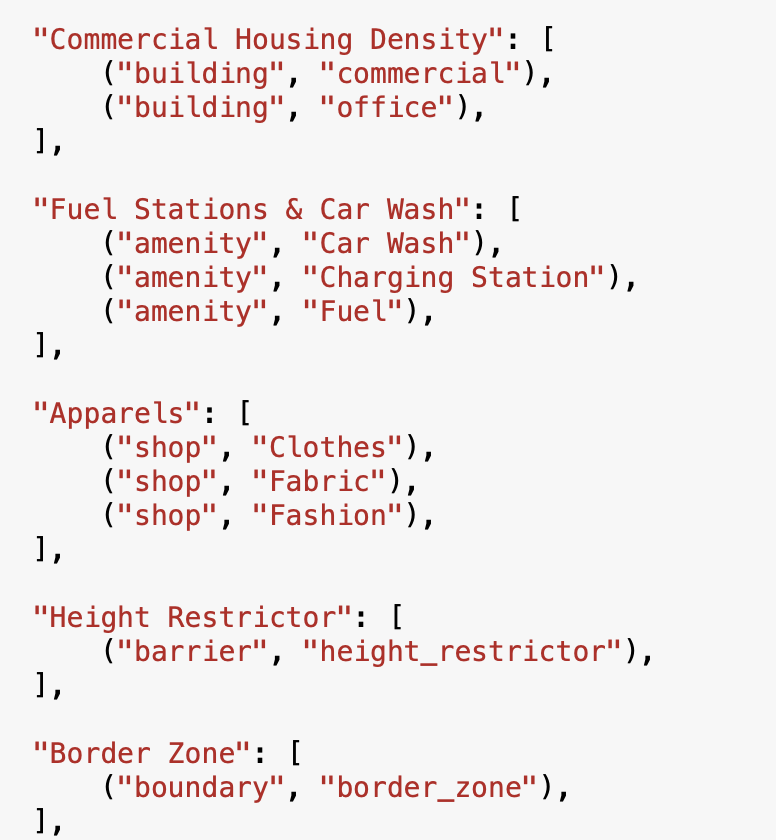 "Commercial Housing Density": [
    ("building", "commercial"),
    ("building", "office"),
],
"Fuel Stations & Car Wash": [
    ("amenity", "Car Wash"),
    ("amenity", "Charging Station"),
    ("amenity", "Fuel"),
],
"Apparels": [
    ("shop", "Clothes"),
    ("shop", "Fabric"),
    ("shop", "Fashion"),
],
"Height Restrictor": [
    ("barrier", "height_restrictor"),
],
"Border Zone": [
    ("boundary", "border_zone"),
],